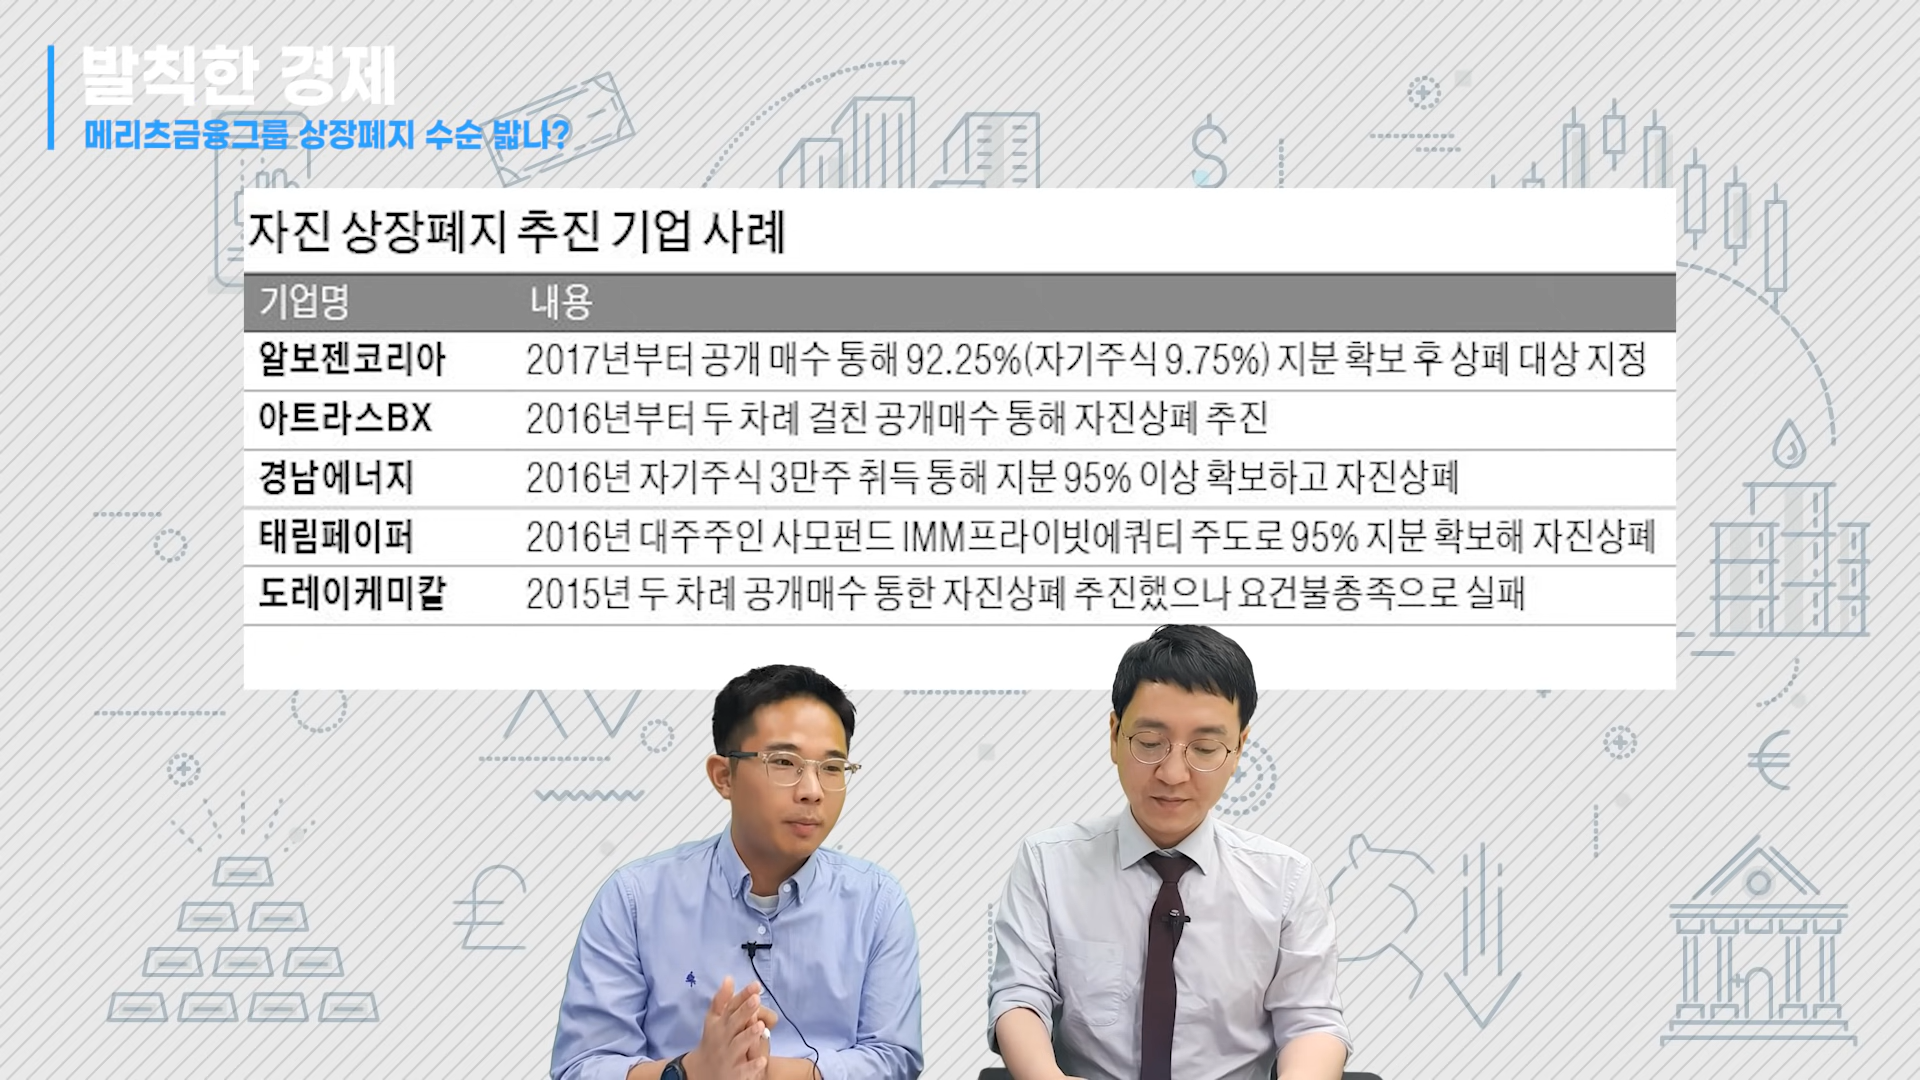 발칙한 경제
메리츠금융그룹 상장폐지 수순 밟나?
자진 상장폐지 추진 기업 사례
기업명 내용
알보젠코리아 2017년부터 공개 매수 통해 92.25%(자기주식 9.75%) 지분 확보 후 상폐 대상 지정
아트라스BX 2016년부터 두 차례 걸친 공개매수 통해 자진상폐 추진
경남에너지 2016년 자기주식 3만주 취득 통해 지분 95% 이상 확보하고 자진상폐
태림페이퍼 2016년 대주주인 사모펀드 IMM프라이빗에쿼티 주도로 95% 지분 확보해 자진상폐
도레이케미칼 2015년 두 차례 공개매수 통한 자진상폐 추진했으나 요건불충족으로 실패